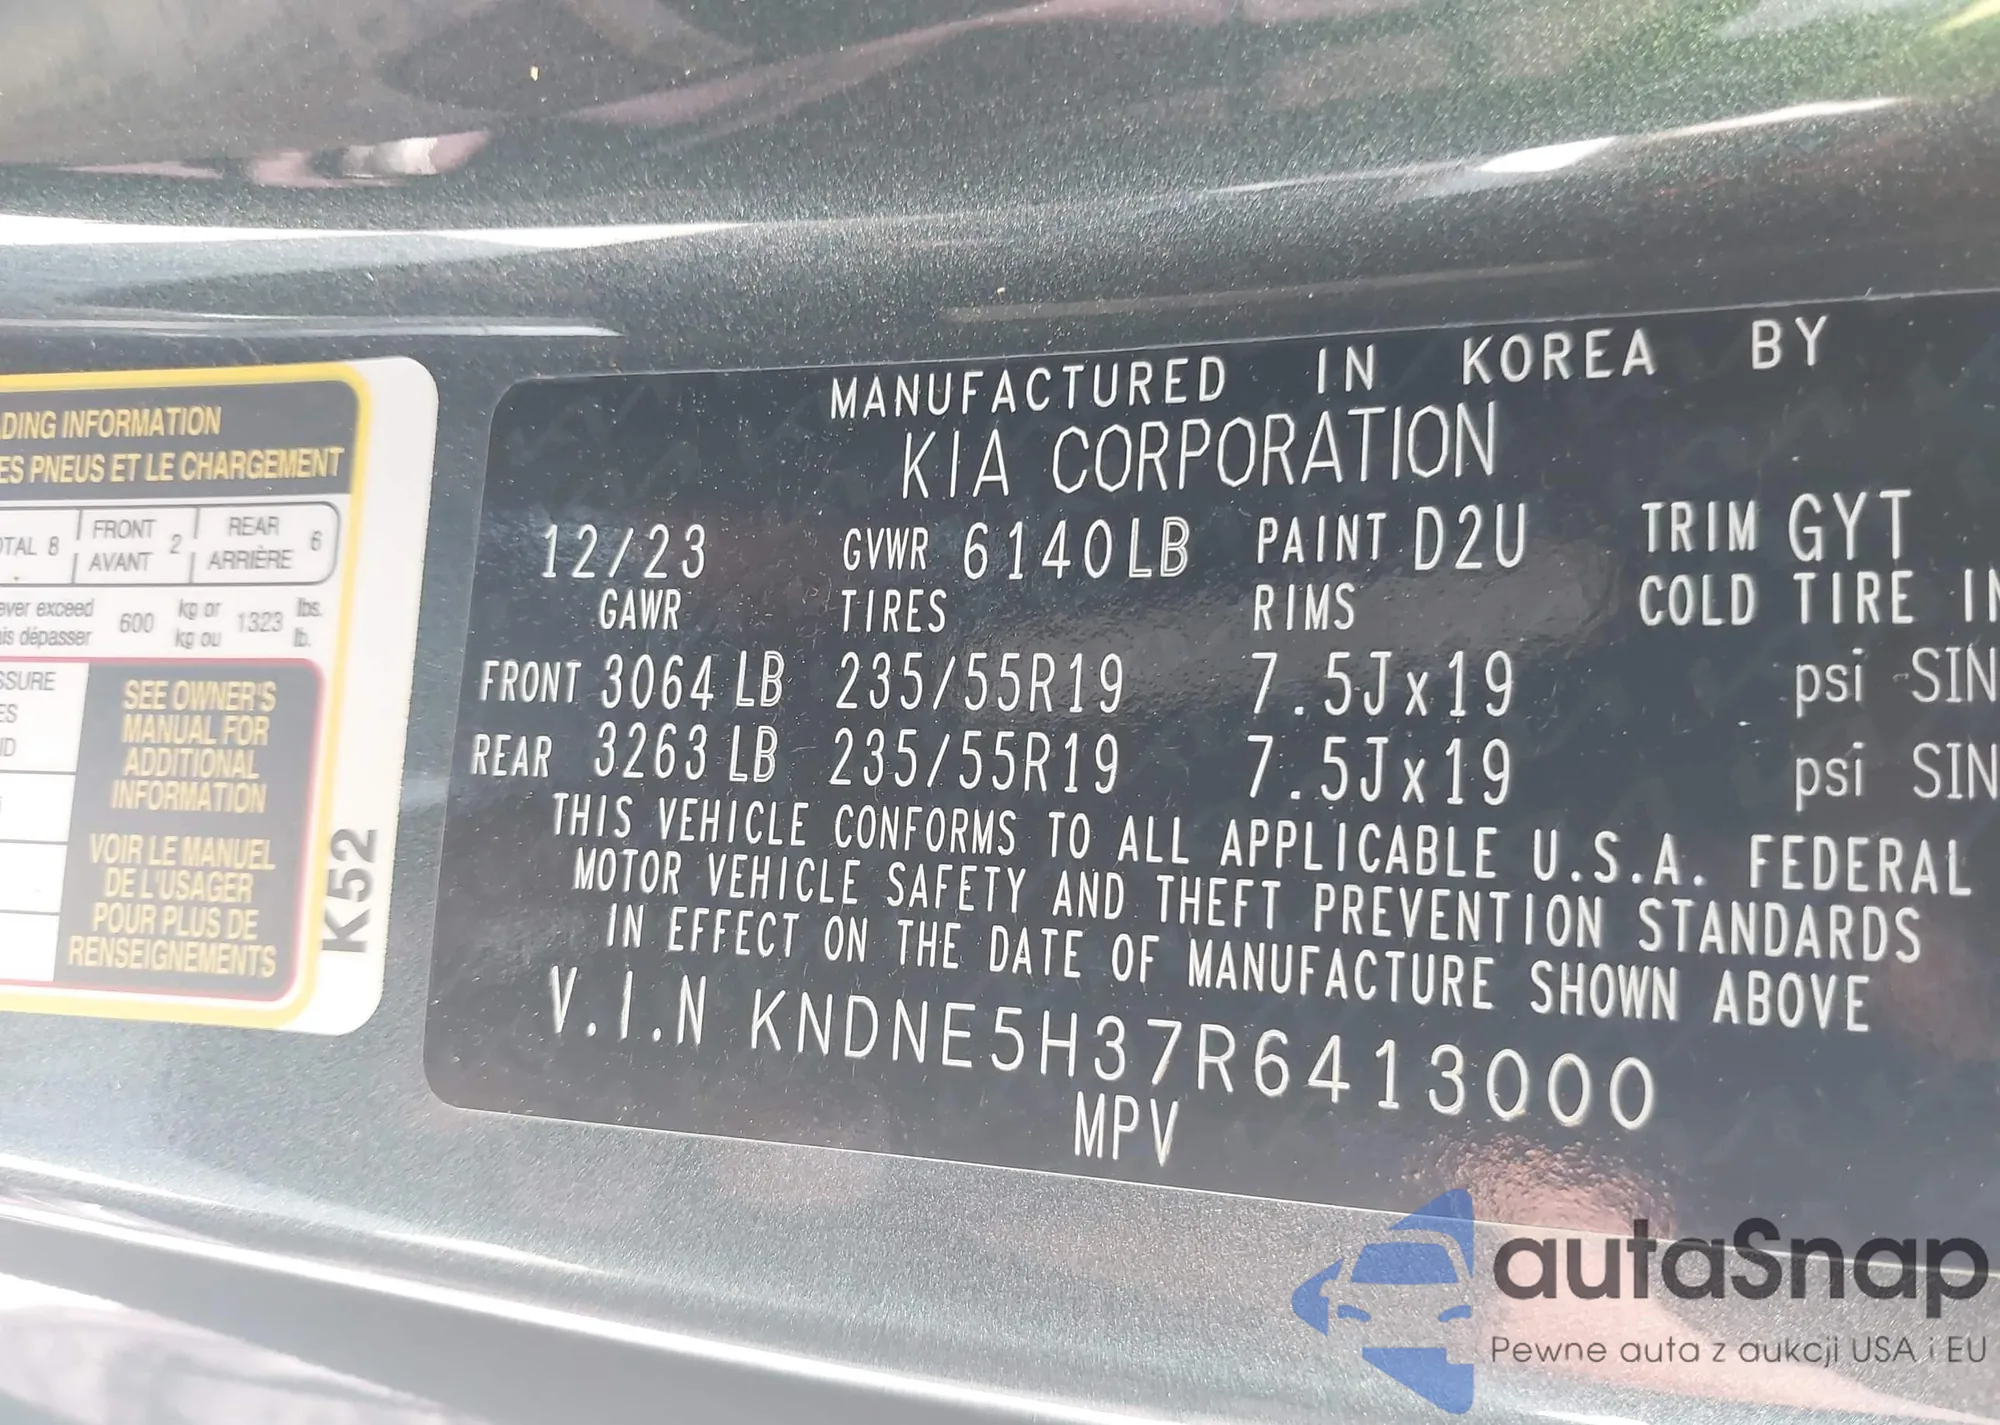 DING INFORMATION
ES PNEUS ET LE CHARGEMENT
OTAL 8 FRONT AVANT 2 REAR ARRIÈRE 6
ever exceed 600 kg or 1323 lbs.
is dépasser kg ou lb.
SSURE
ES
ND
SEE OWNER'S
MANUAL FOR
ADDITIONAL
INFORMATION
VOIR LE MANUEL
DE L'USAGER
POUR PLUS DE
RENSEIGNEMENTS
K52
MANUFACTURED IN KOREA BY
KIA CORPORATION
12/23 GVWR 6140LB PAINT D2U TRIM GYT
GAWR TIRES RIMS COLD TIRE IN
FRONT 3064 LB 235/55R19 7.5Jx19 psi SIN
REAR 3263 LB 235/55R19 7.5Jx19 psi SIN
THIS VEHICLE CONFORMS TO ALL APPLICABLE U.S.A. FEDERAL
MOTOR VEHICLE SAFETY AND THEFT PREVENTION STANDARDS
IN EFFECT ON THE DATE OF MANUFACTURE SHOWN ABOVE
V.I.N KNDNE5H37R6413000
MPV
autaSnap
Pewne auta z aukcji USA i EU